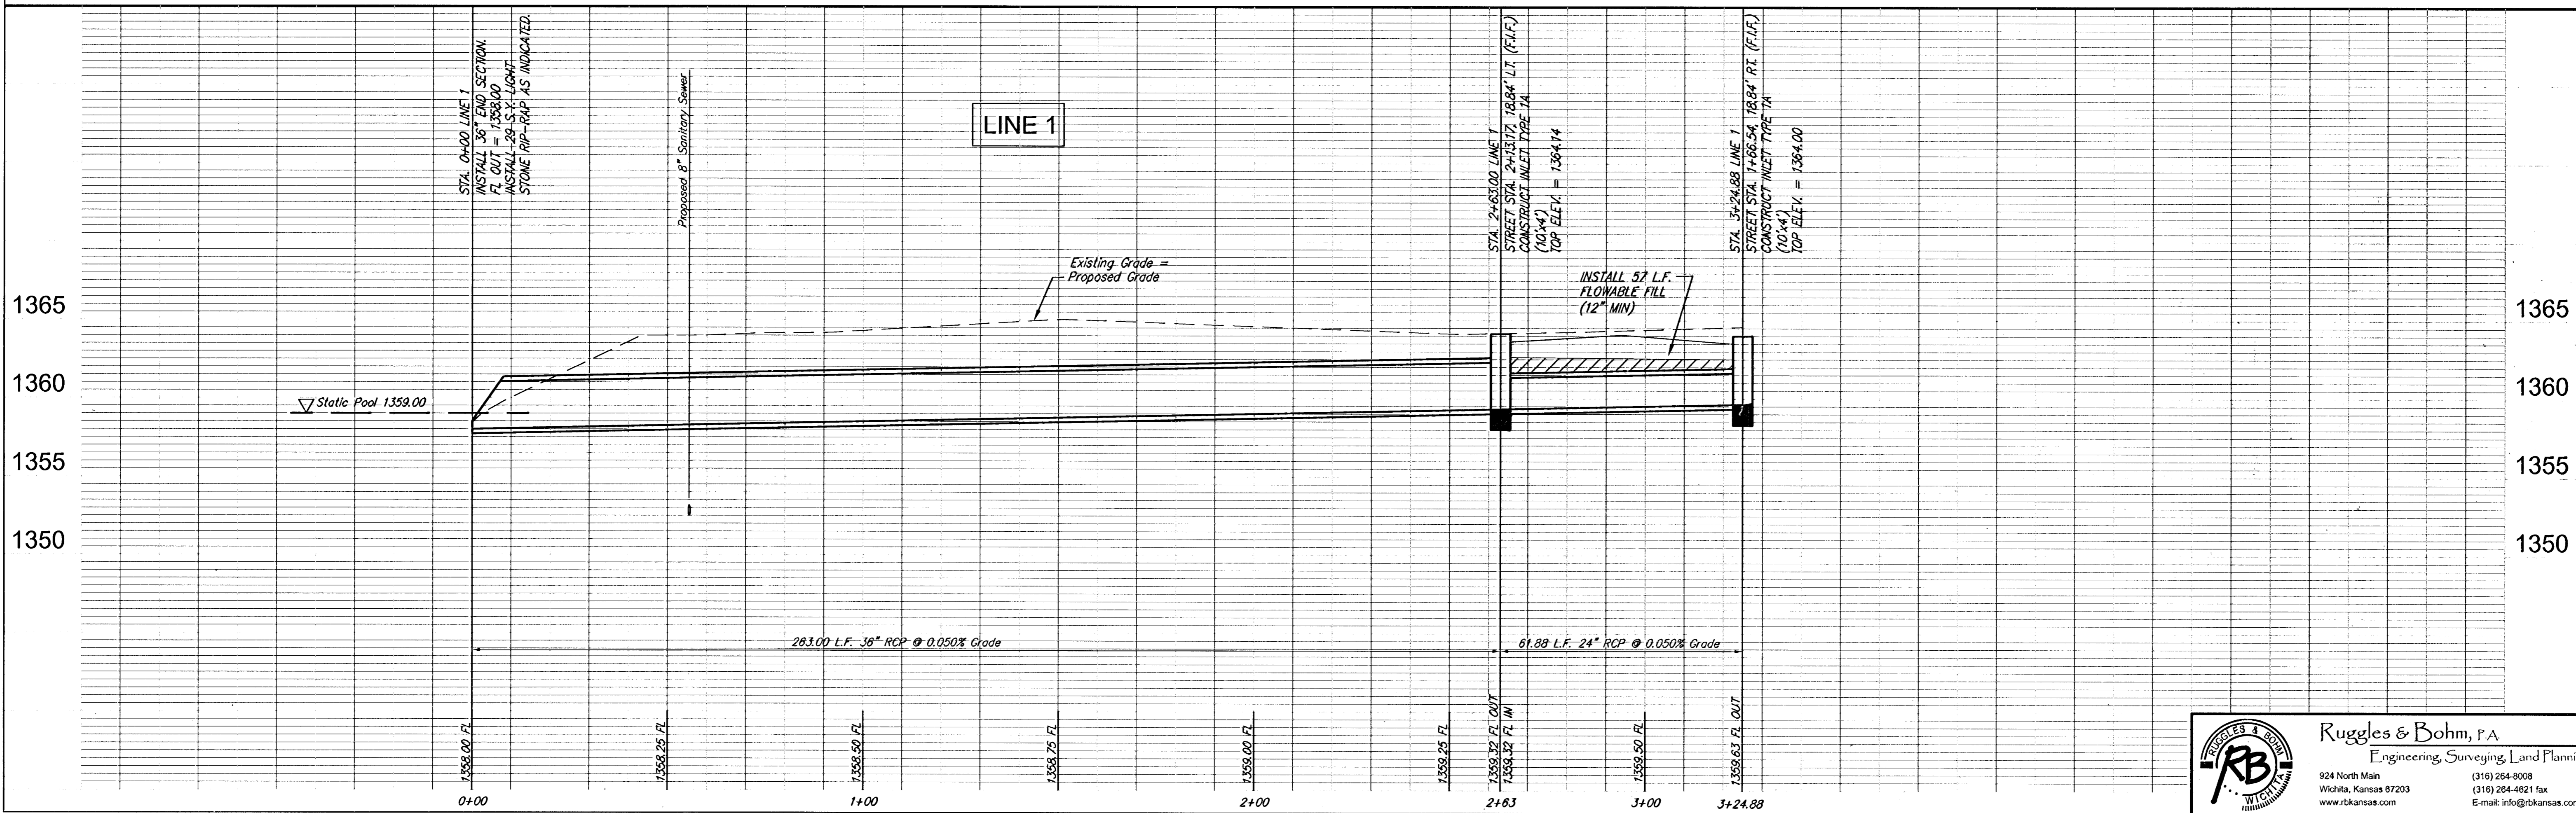 STA. 0+00 LINE 1
INSTALL 36" END SECTION.
FL OUT = 1358.00
INSTALL 29 S.Y. LIGHT
STONE RIP-RAP AS INDICATED.
Proposed 8" Sanitary Sewer
LINE 1
STA. 2+63.00 LINE 1
STREET STA. 2+13.17, 18.84' LT. (F.I.F.)
CONSTRUCT INLET TYPE 1A
(10'x4')
TOP ELEV. = 1364.14
STA. 3+24.88 LINE 1
STREET STA. 1+66.54, 18.84' RT. (F.I.F.)
CONSTRUCT INLET TYPE 1A
(10'x4')
TOP ELEV. = 1364.00
Existing Grade =
Proposed Grade
INSTALL 57 L.F.
FLOWABLE FILL
(12" MIN)
1365
1365
1360
1360
Static Pool 1359.00
1355
1355
1350
1350
263.00 L.F. 36" RCP @ 0.050% Grade
61.88 L.F. 24" RCP @ 0.050% Grade
1358.00 FL
1358.25 FL
1358.50 FL
1358.75 FL
1359.00 FL
1359.25 FL
1359.32 FL OUT
1359.32 FL IN
1359.50 FL
1359.63 FL OUT
0+00
1+00
2+00
2+63
3+00
3+24.88
RUGGLES & BOHM
RB
WICHITA
Ruggles & Bohm, P.A.
Engineering, Surveying, Land Planni
924 North Main
(316) 264-8008
Wichita, Kansas 67203
(316) 264-4621 fax
www.rbkansas.com
E-mail: info@rbkansas.com